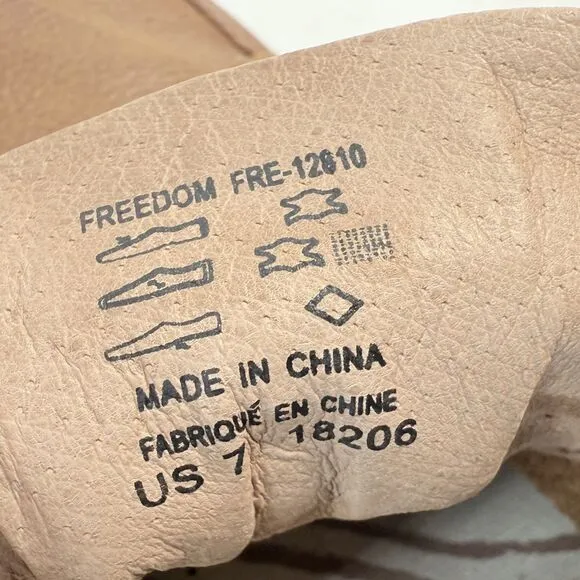 FREEDOM FRE-12610
MADE IN CHINA
FABRIQUÉ EN CHINE
US 7 18206